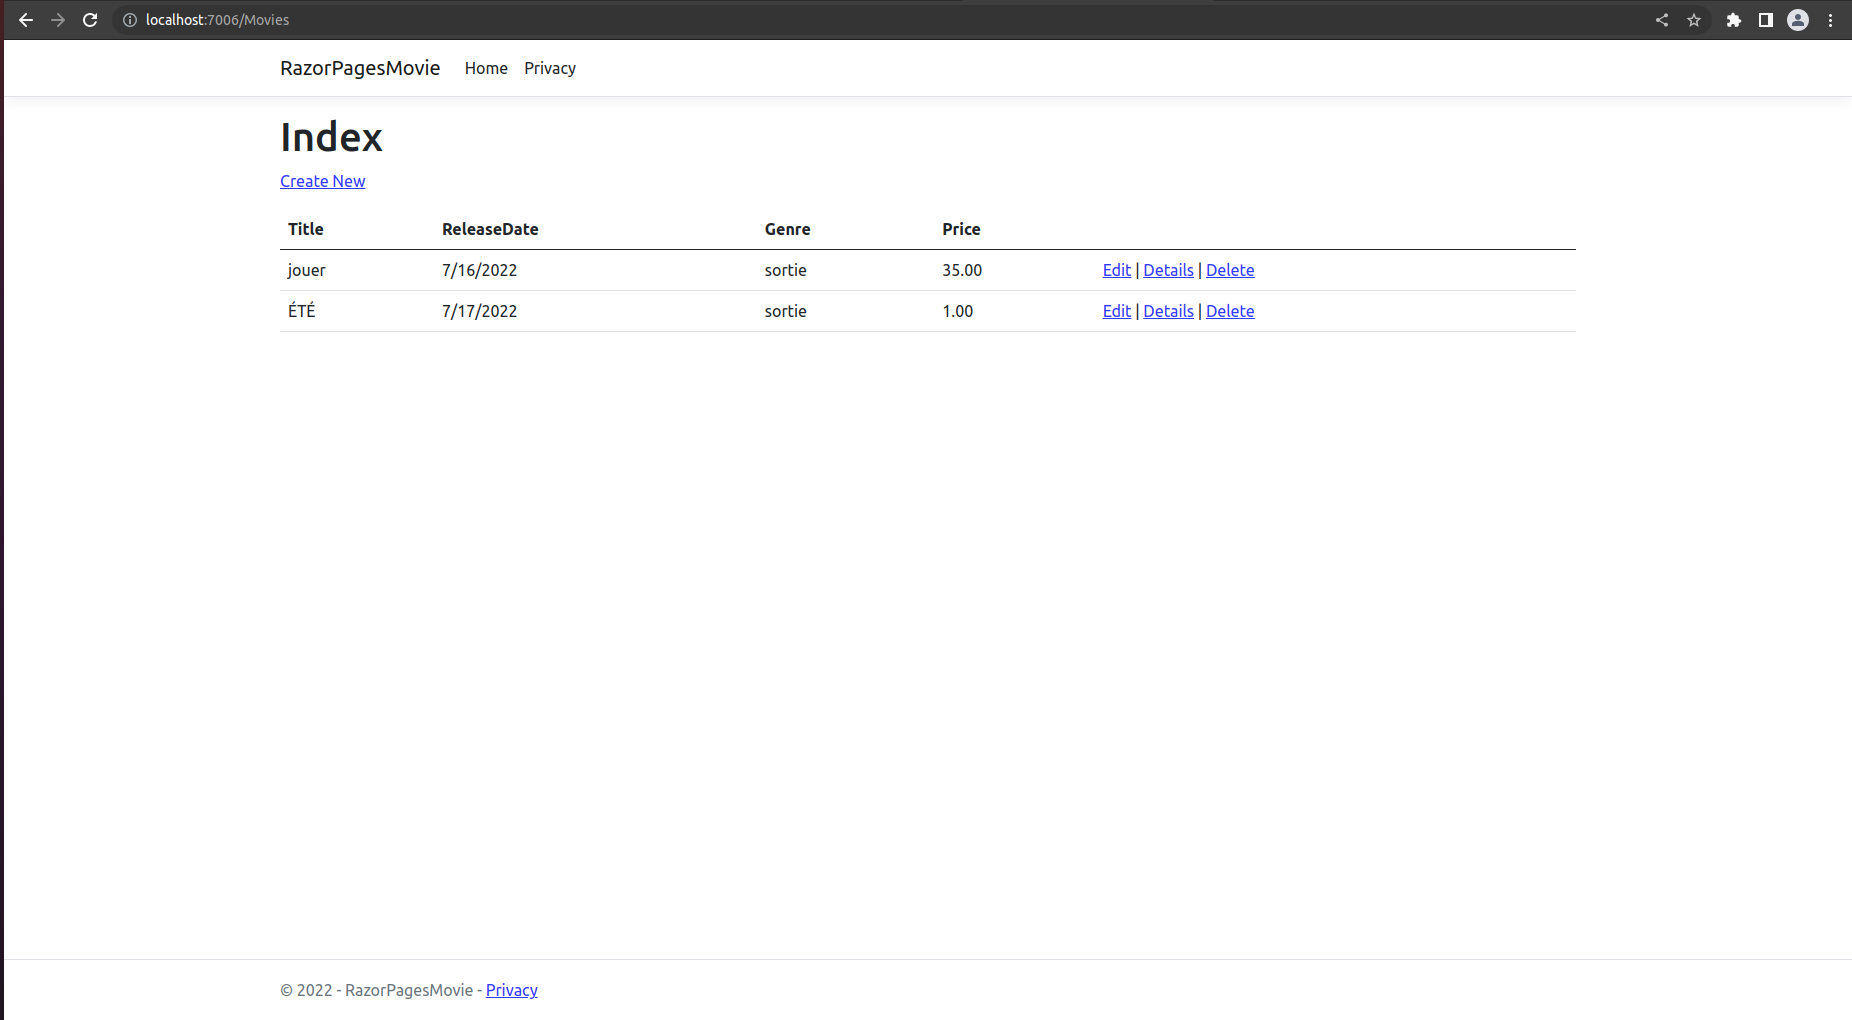 localhost:7006/Movies
RazorPagesMovie Home Privacy
Index
Create New
Title ReleaseDate Genre Price
jouer 7/16/2022 sortie 35.00 Edit | Details | Delete
ÉTÉ 7/17/2022 sortie 1.00 Edit | Details | Delete
© 2022 - RazorPagesMovie - Privacy